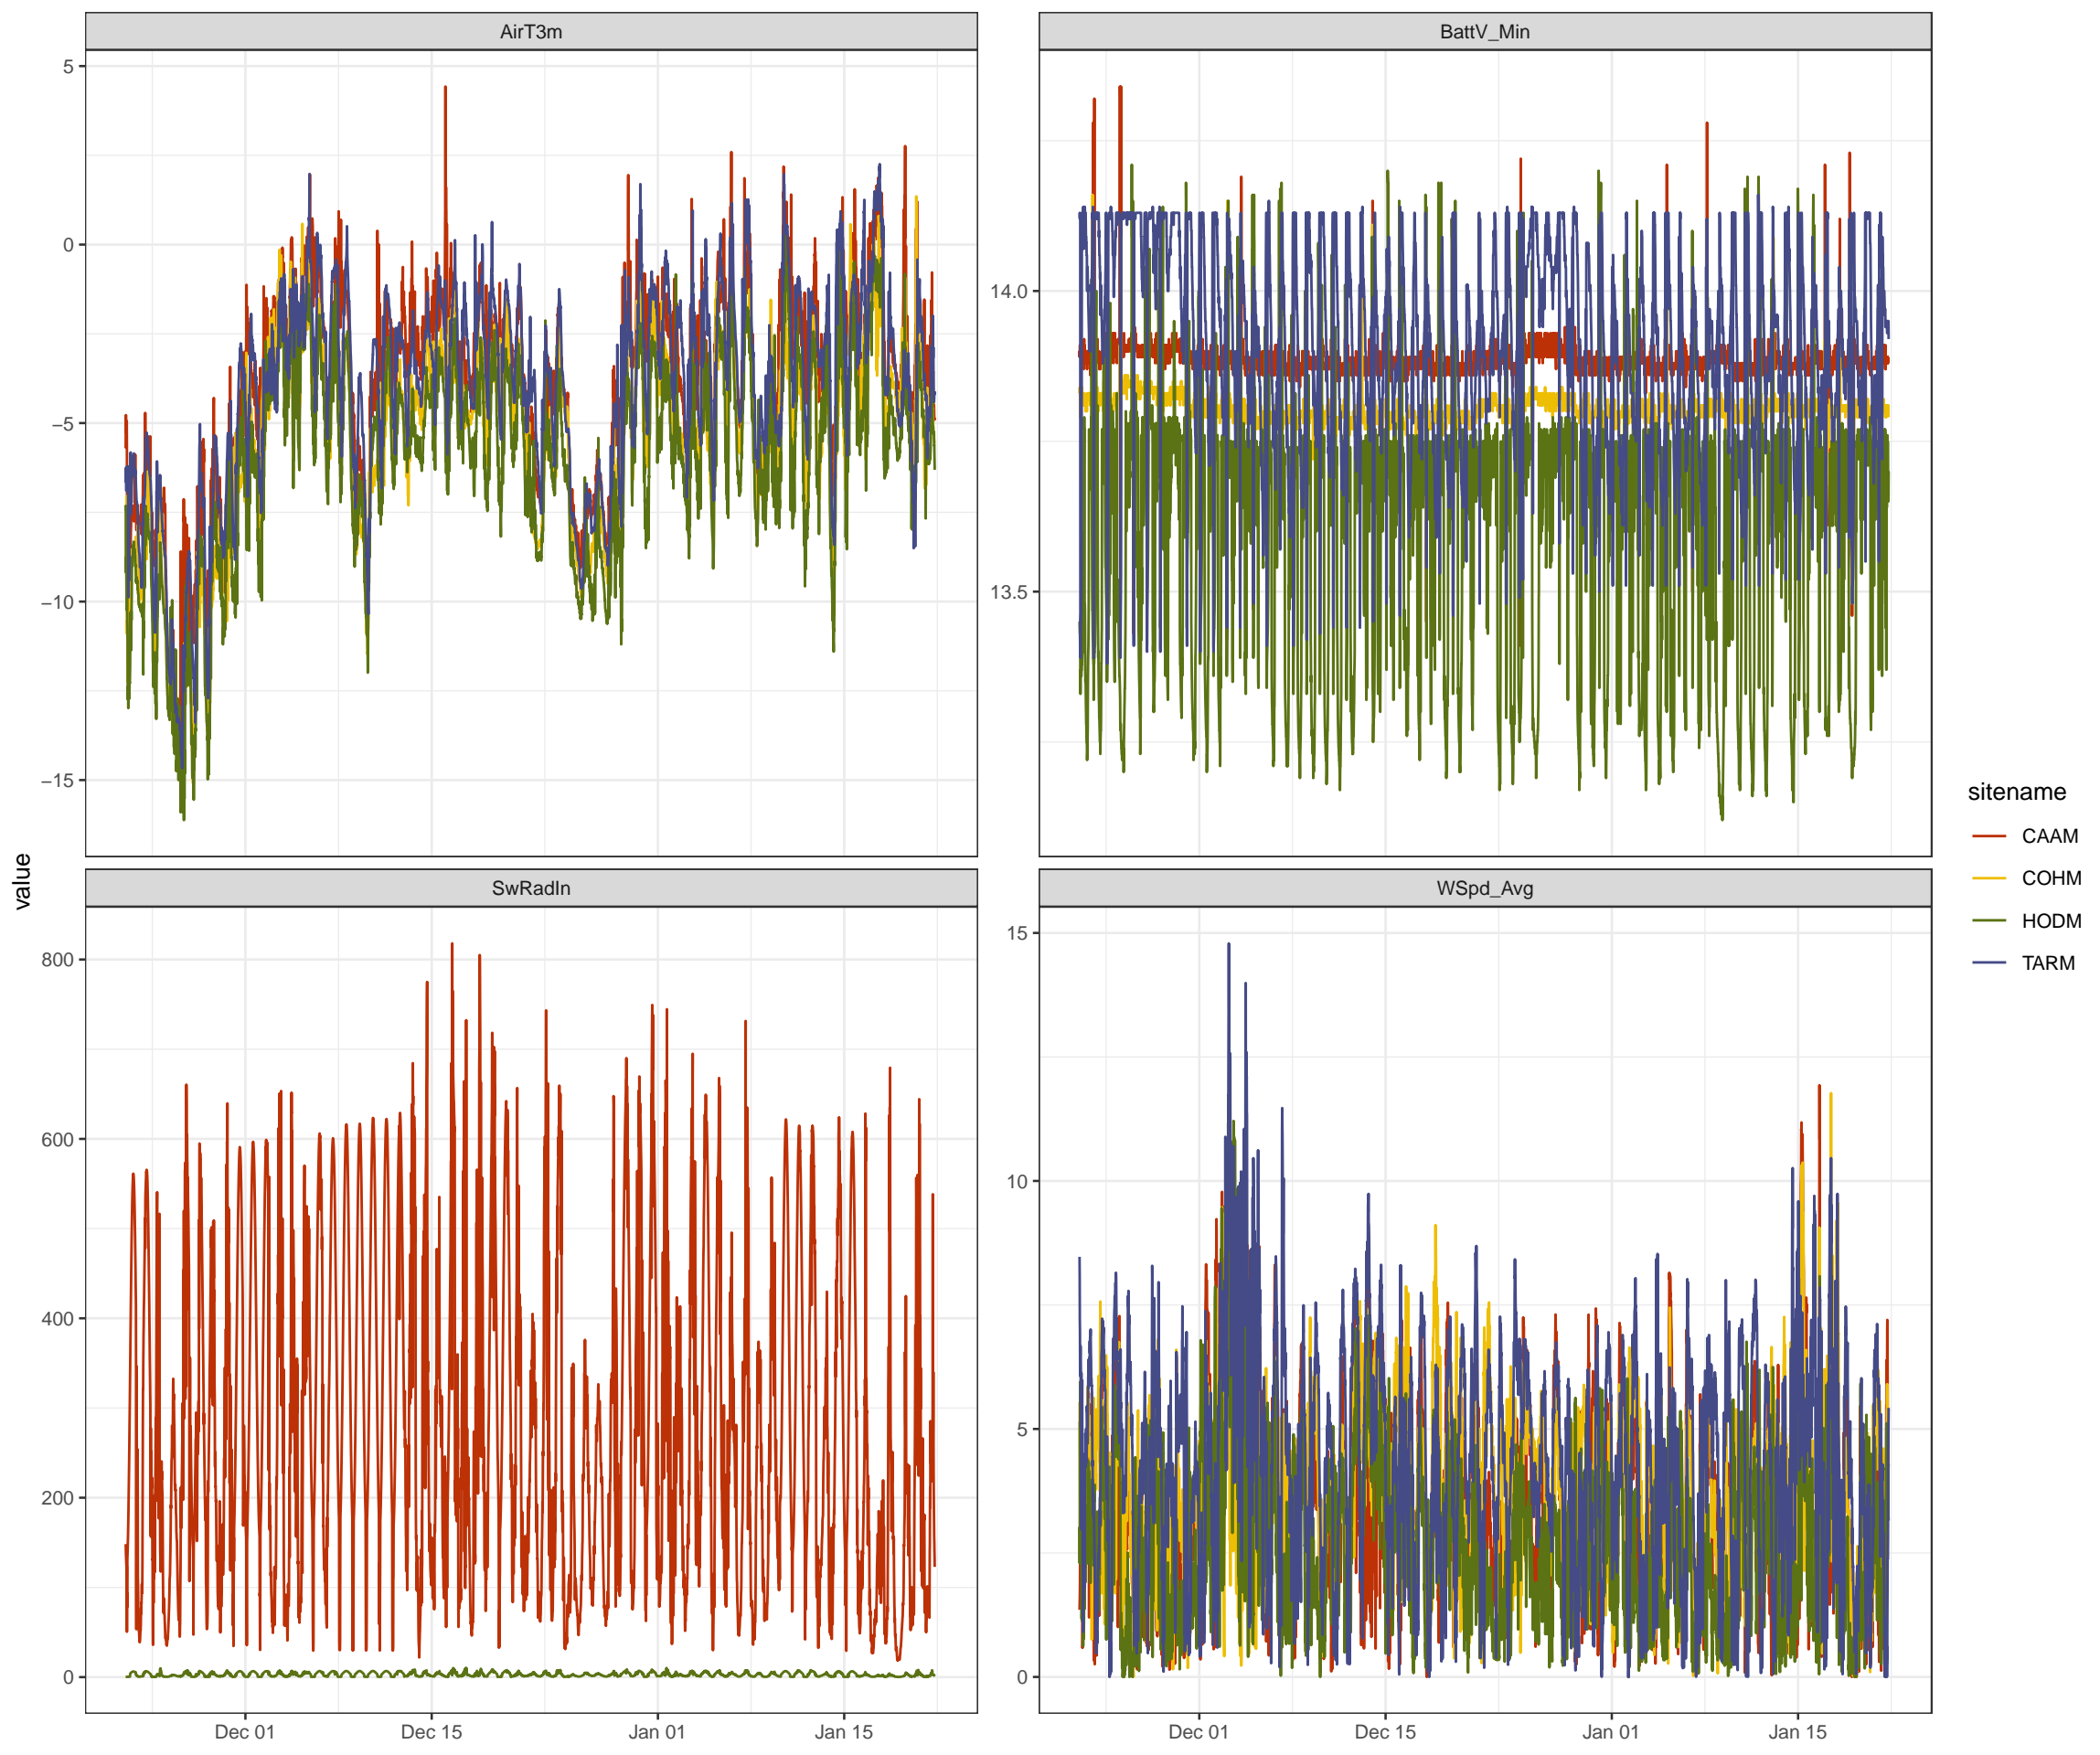 AirT3m
BattV_Min
5
0
−5
−10
−15
14.0
13.5
value
SwRadIn
WSpd_Avg
800
600
400
200
0
15
10
5
0
Dec 01
Dec 15
Jan 01
Jan 15
Dec 01
Dec 15
Jan 01
Jan 15
sitename
CAAM
COHM
HODM
TARM